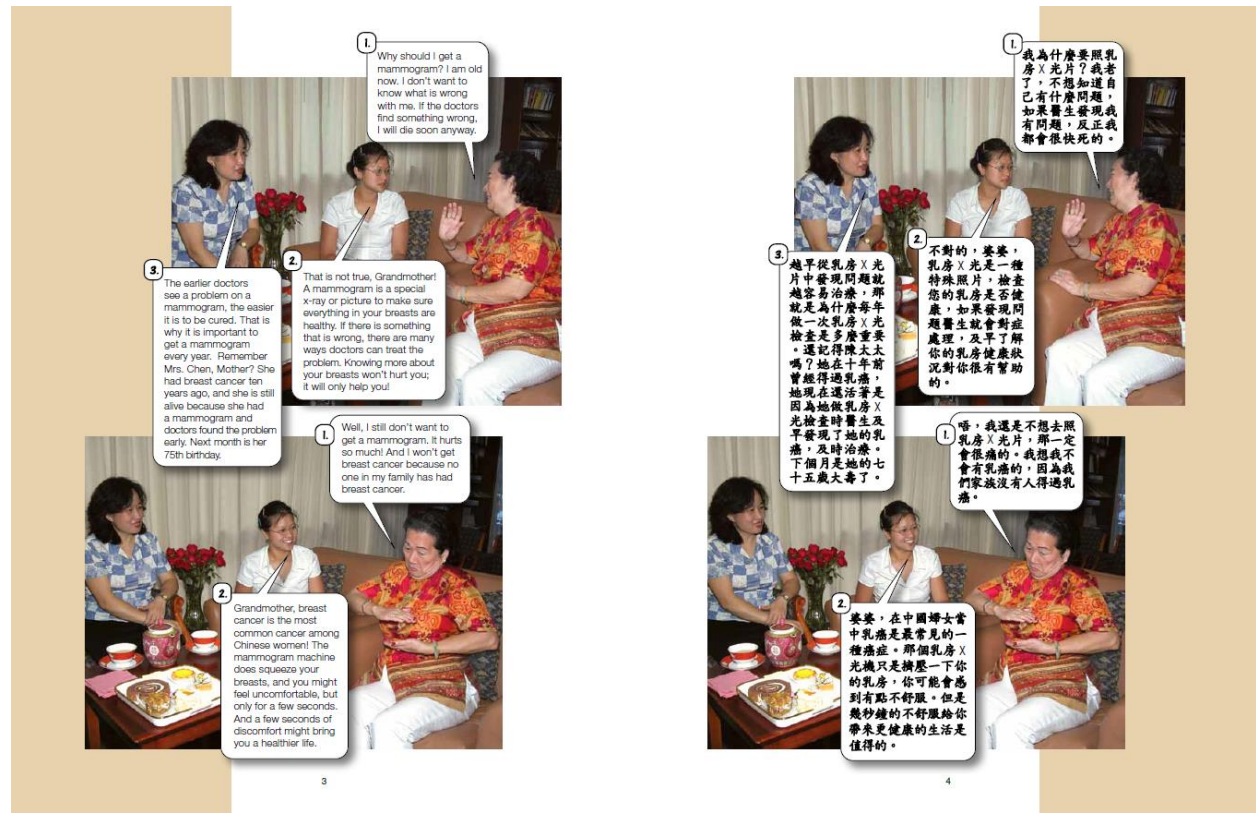 1.
Why should I get a
mammogram? I am old
now. I don't want to
know what is wrong
with me. If the doctors
find something wrong,
I will die soon anyway.
2.
That is not true, Grandmother!
A mammogram is a special
x-ray or picture to make sure
everything in your breasts are
healthy. If there is something
that is wrong, there are many
ways doctors can treat the
problem. Knowing more about
your breasts won't hurt you;
it will only help you!
3.
The earlier doctors
see a problem on a
mammogram, the easier
it is to be cured. That is
why it is important to
get a mammogram
every year. Remember
Mrs. Chen, Mother? She
had breast cancer ten
years ago, and she is still
alive because she had
a mammogram and
doctors found the problem
early. Next month is her
75th birthday.
1.
Well, I still don't want to
get a mammogram. It hurts
so much! And I won't get
breast cancer because no
one in my family has had
breast cancer.
2.
Grandmother, breast
cancer is the most
common cancer among
Chinese women! The
mammogram machine
does squeeze your
breasts, and you might
feel uncomfortable, but
only for a few seconds.
And a few seconds of
discomfort might bring
you a healthier life.
3
1.
我為什麼要照乳
房X光片？我老
了，不想知道自
己有什麼問題，
如果醫生發現我
有問題，反正我
都會很快死的。
2.
不對的，婆婆，
乳房X光是一種
特殊照片，檢查
您的乳房是否健
康，如果發現問
題醫生就會對症
處理，及早了解
你的乳房健康狀
況對你很有幫助
的。
3.
越早從乳房X光
片中發現問題就
越容易治療，那
就是為什麼每年
做一次乳房X光
檢查是多麼重要
。還記得陳太太
嗎？她在十年前
曾經得過乳癌，
她現在還活著是
因為她做乳房X
光檢查時醫生及
早發現了她的乳
癌，及時治療。
下個月是她的七
十五歲大壽了。
1.
唔，我還是不想去照
乳房X光片，那一定
會很痛的。我想我不
會有乳癌的，因為我
們家族沒有人得過乳
癌。
2.
婆婆，在中國婦女當
中乳癌是最常見的一
種癌症。那個乳房X
光機只是擠壓一下你
的乳房，你可能會感
到有點不舒服。但是
幾秒鐘的不舒服給你
帶來更健康的生活是
值得的。
4